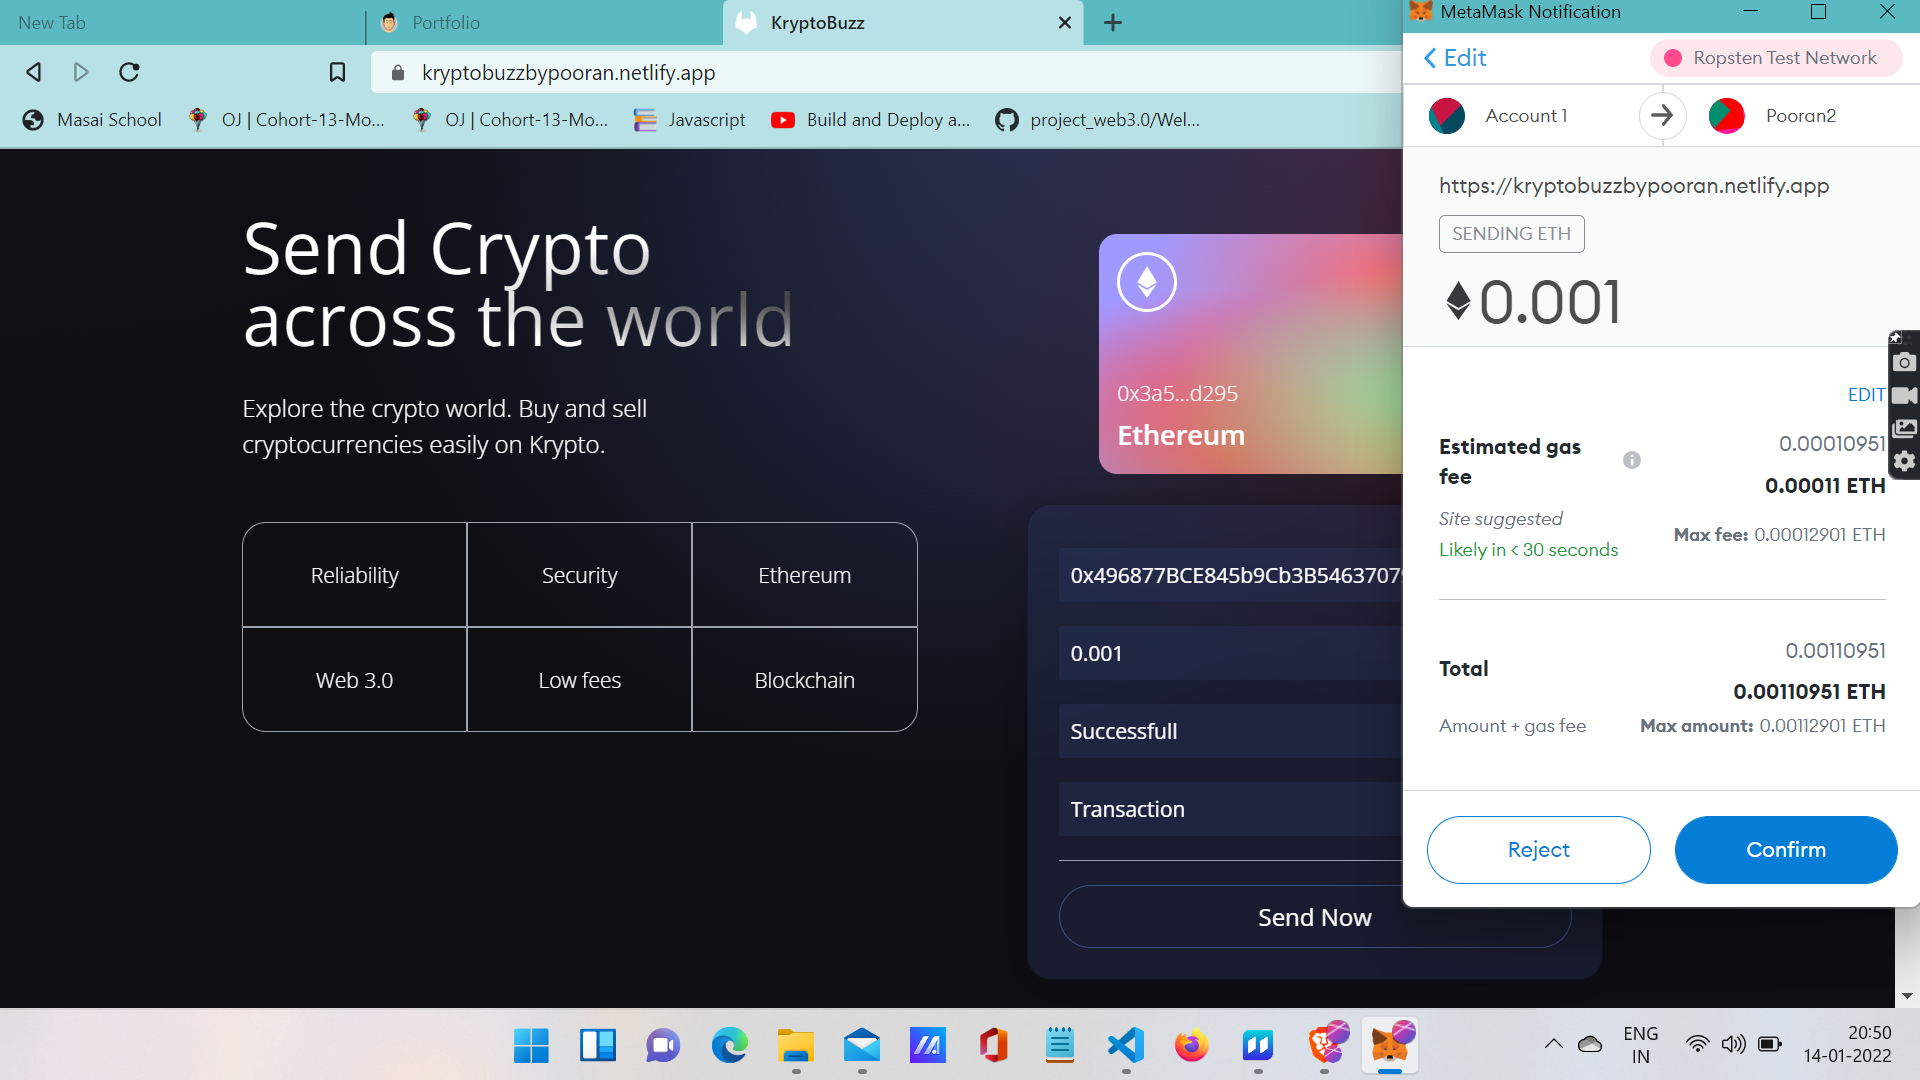 New Tab
Portfolio
KryptoBuzz
kryptobuzzbypooran.netlify.app
Masai School
OJ | Cohort-13-Mo...
OJ | Cohort-13-Mo...
Javascript
Build and Deploy a...
project_web3.0/Wel...
Send Crypto
across the world
Explore the crypto world. Buy and sell
cryptocurrencies easily on Krypto.
Reliability
Security
Ethereum
Web 3.0
Low fees
Blockchain
0x3a5...d295
Ethereum
0x496877BCE845b9Cb3B5463707
0.001
Successfull
Transaction
Send Now
MetaMask Notification
Edit
Ropsten Test Network
Account 1
Pooran2
https://kryptobuzzbypooran.netlify.app
SENDING ETH
0.001
EDIT
Estimated gas
fee
0.00010951
0.00011 ETH
Site suggested
Likely in < 30 seconds
Max fee: 0.00012901 ETH
Total
0.00110951
0.00110951 ETH
Amount + gas fee
Max amount: 0.00112901 ETH
Reject
Confirm
ENG
IN
20:50
14-01-2022